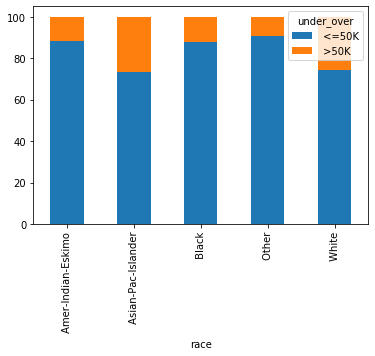 under_over
<=50K
>50K
100
80
60
40
20
0
Amer-Indian-Eskimo
Asian-Pac-Islander
Black
Other
White
race